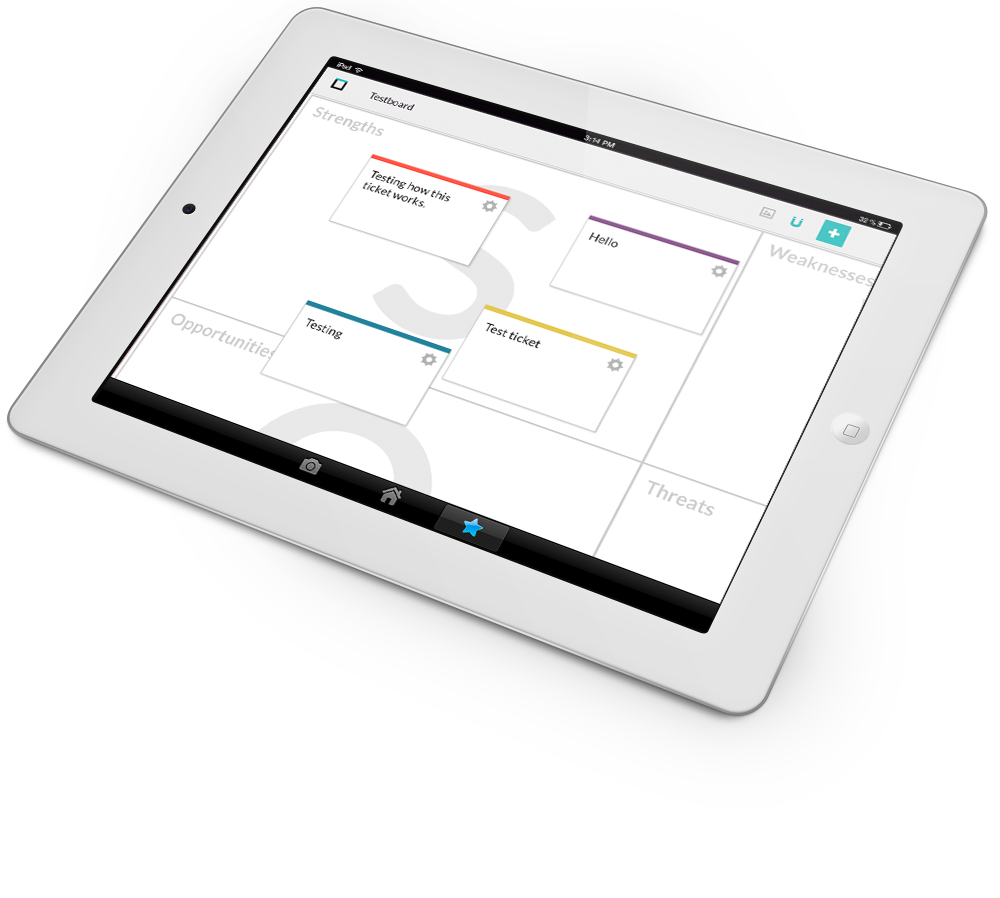 iPad
3:14 PM
32 %
Testboard
Strengths
Weaknesses
Testing how this
ticket works.
Hello
S
Opportunities
Testing
Test ticket
Threats